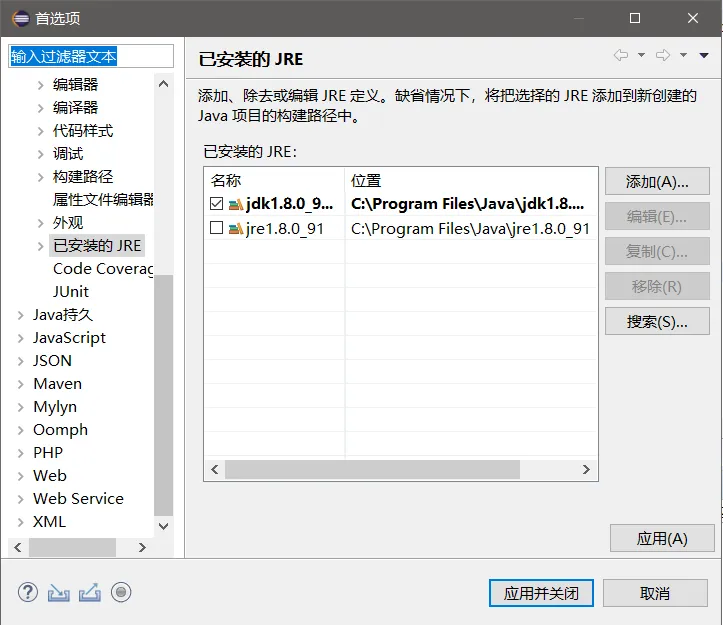 首选项
输入过滤器文本
编辑器
编译器
代码样式
调试
构建路径
属性文件编辑器
外观
已安装的 JRE
Code Coverag
JUnit
Java持久
JavaScript
JSON
Maven
Mylyn
Oomph
PHP
Web
Web Service
XML
已安装的 JRE
添加、除去或编辑 JRE 定义。缺省情况下，将把选择的 JRE 添加到新创建的
Java 项目的构建路径中。
已安装的 JRE：
名称 位置
jdk1.8.0_9... C:\Program Files\Java\jdk1.8....
jre1.8.0_91 C:\Program Files\Java\jre1.8.0_91
添加(A)...
编辑(E)...
复制(C)...
移除(R)
搜索(S)...
应用(A)
应用并关闭
取消